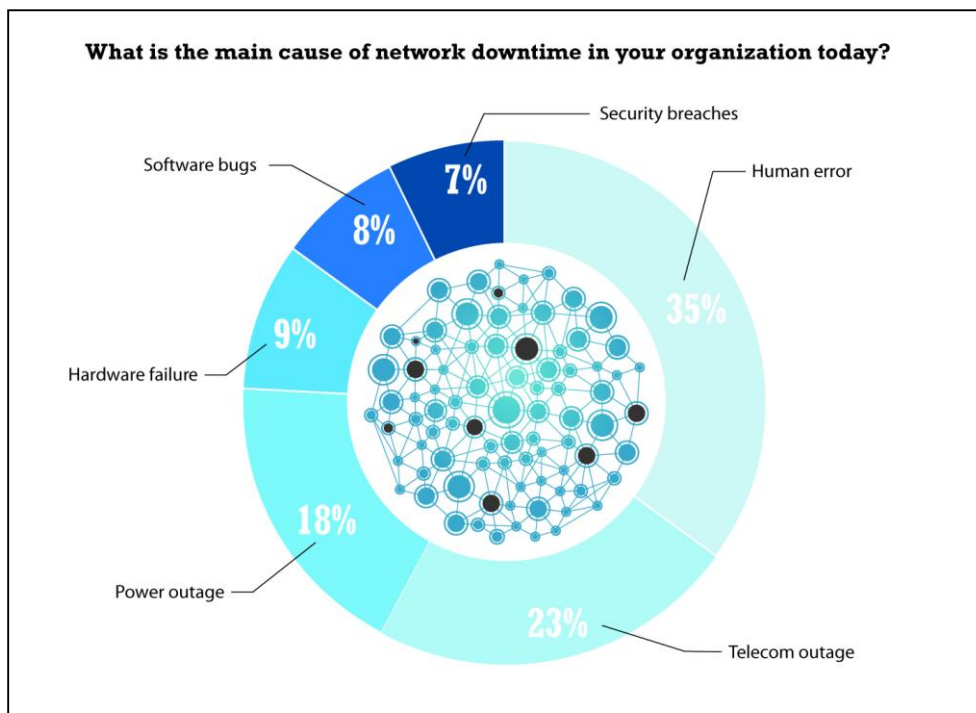 What is the main cause of network downtime in your organization today?
Security breaches
7%
Human error
35%
Software bugs
8%
Hardware failure
9%
Power outage
18%
Telecom outage
23%